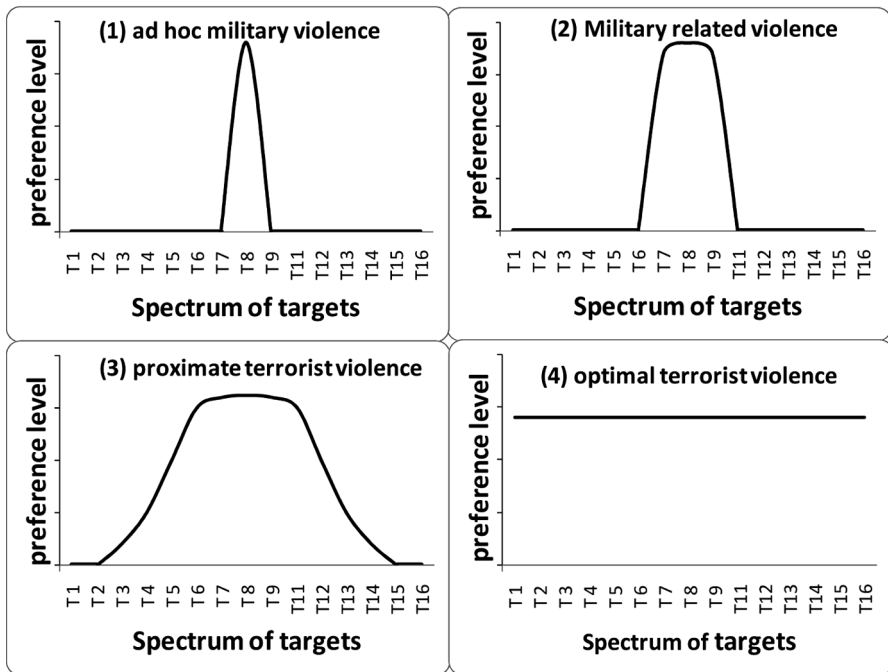 (1) ad hoc military violence
preference level
T1 T2 T3 T4 T5 T6 T7 T8 T9 T11 T12 T13 T14 T15 T16
Spectrum of targets
(2) Military related violence
preference level
T1 T2 T3 T4 T5 T6 T7 T8 T9 T11 T12 T13 T14 T15 T16
Spectrum of targets
(3) proximate terrorist violence
preference level
T1 T2 T3 T4 T5 T6 T7 T8 T9 T11 T12 T13 T14 T15 T16
Spectrum of targets
(4) optimal terrorist violence
preference level
T1 T2 T3 T4 T5 T6 T7 T8 T9 T11 T12 T13 T14 T15 T16
Spectrum of targets